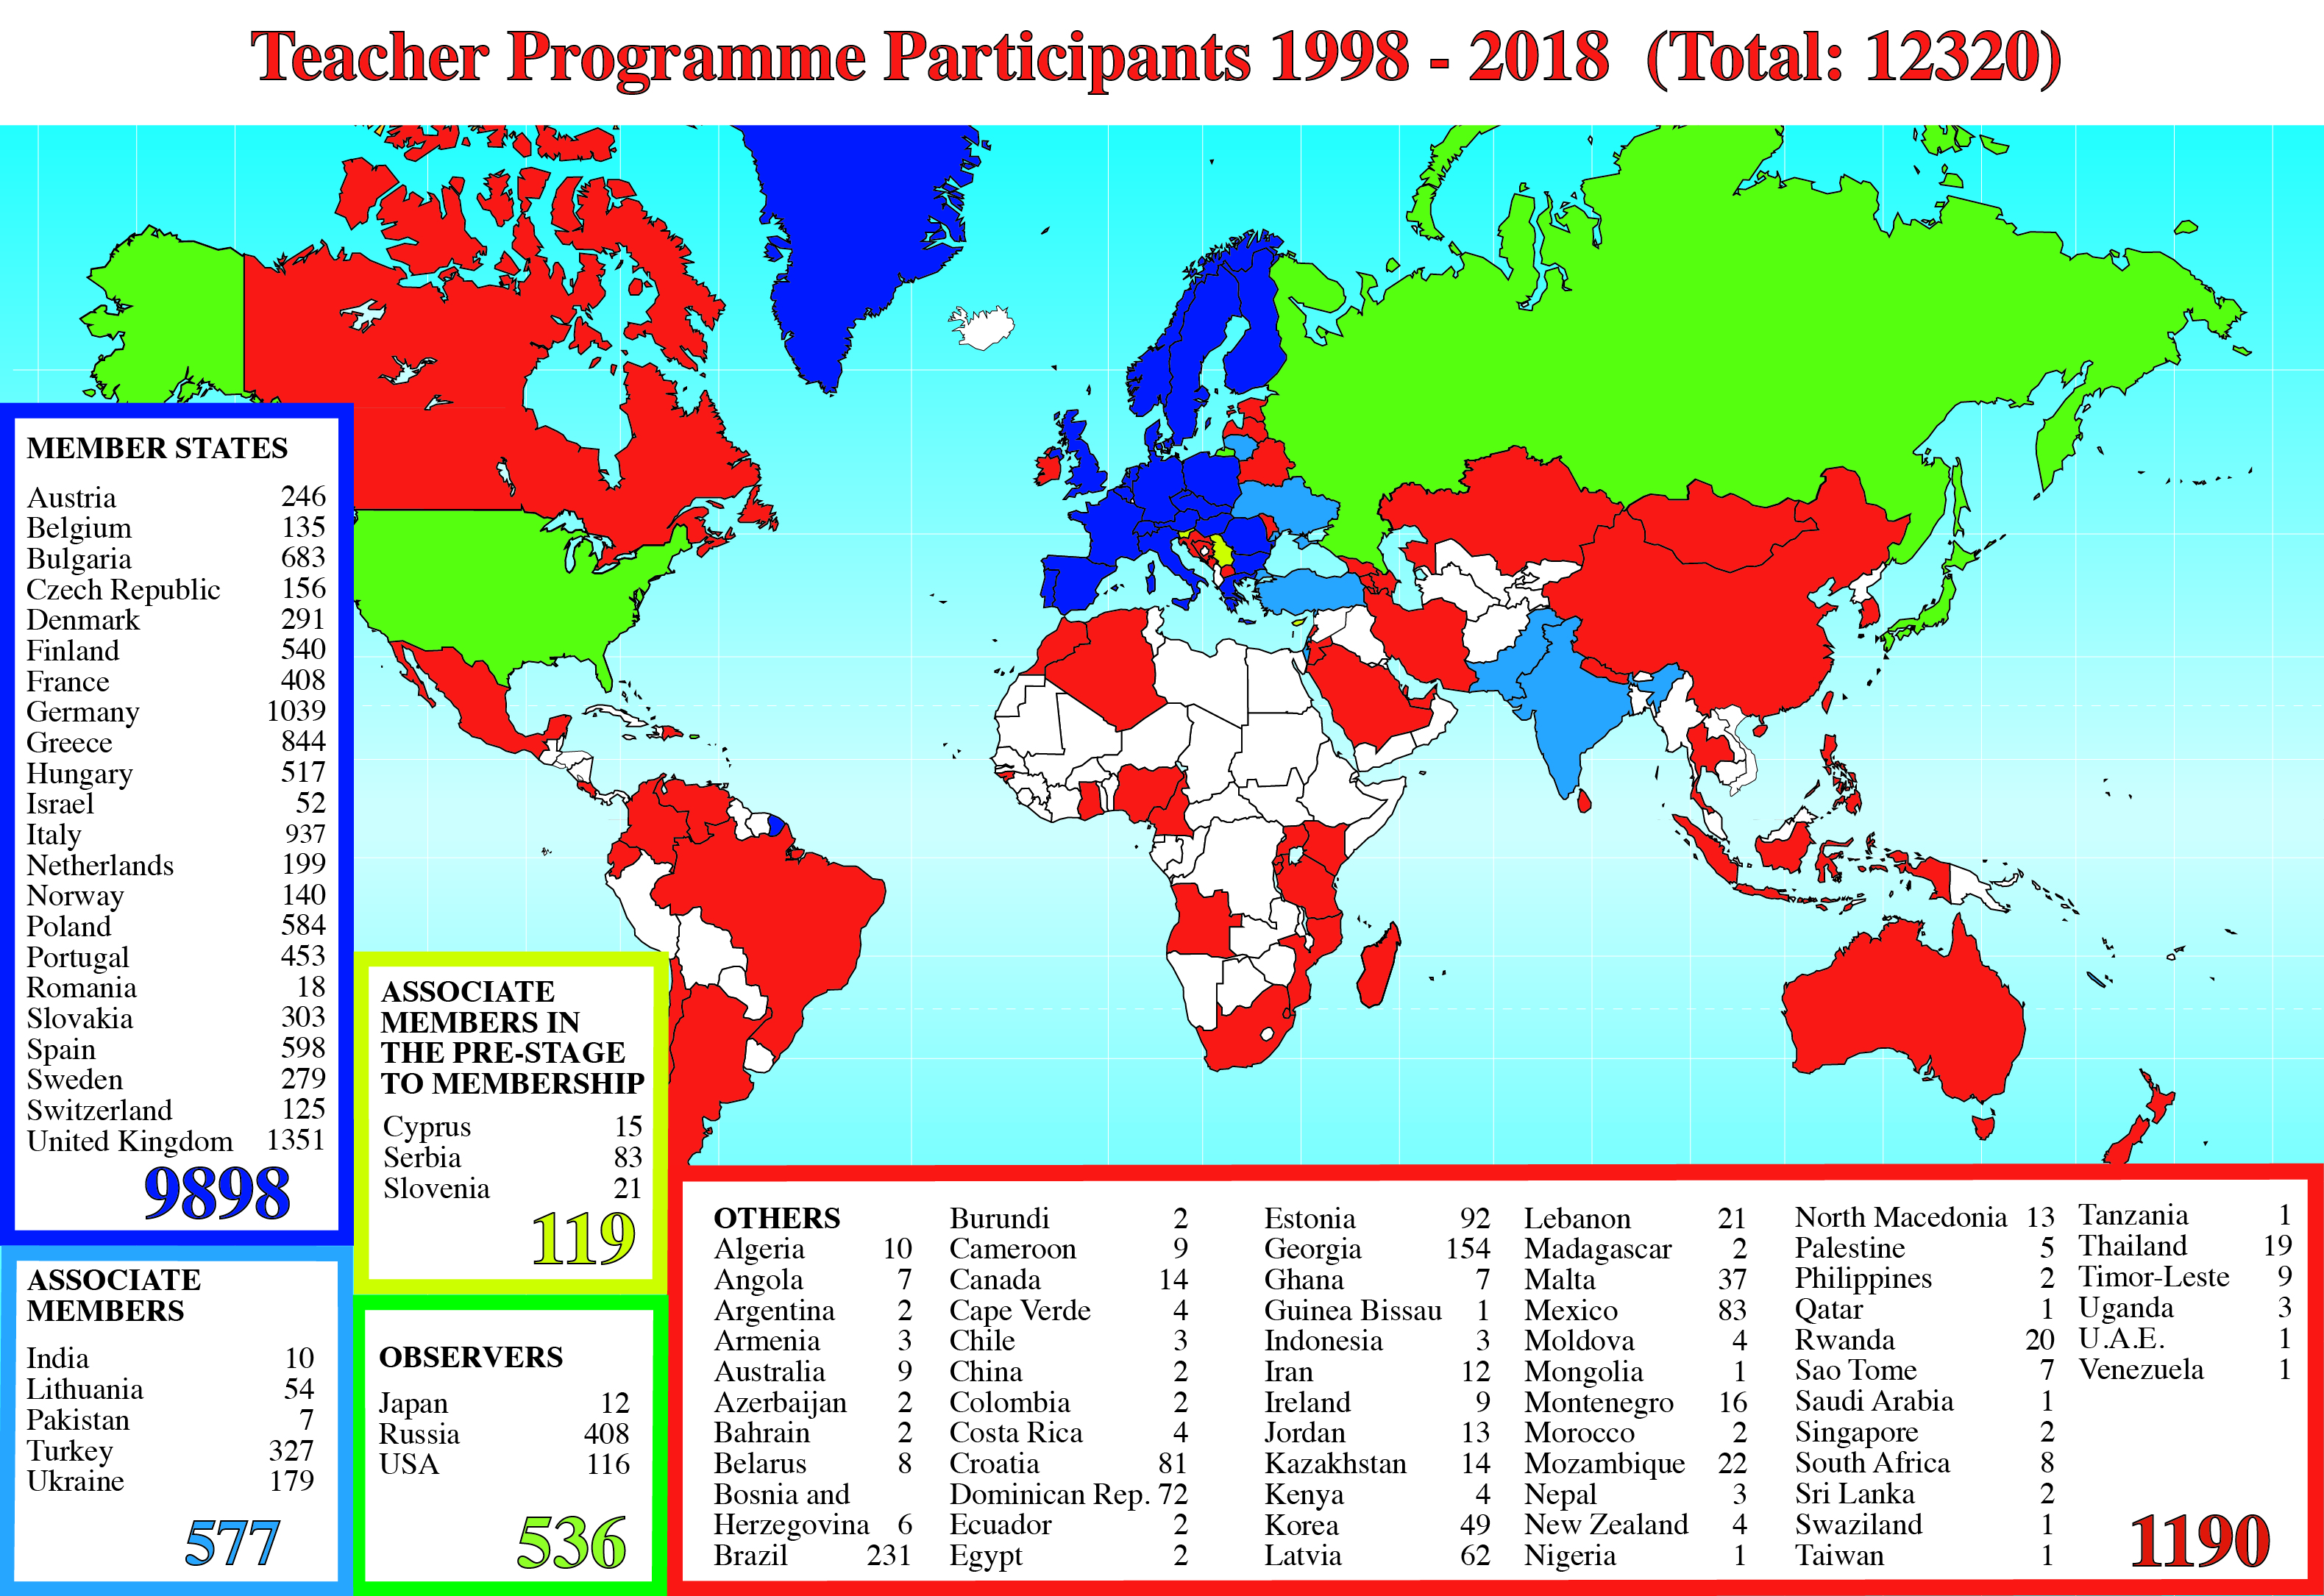 Teacher Programme Participants 1998 - 2018 (Total: 12320)
MEMBER STATES
Austria 246
Belgium 135
Bulgaria 683
Czech Republic 156
Denmark 291
Finland 540
France 408
Germany 1039
Greece 844
Hungary 517
Israel 52
Italy 937
Netherlands 199
Norway 140
Poland 584
Portugal 453
Romania 18
Slovakia 303
Spain 598
Sweden 279
Switzerland 125
United Kingdom 1351
9898
ASSOCIATE
MEMBERS
India 10
Lithuania 54
Pakistan 7
Turkey 327
Ukraine 179
577
ASSOCIATE
MEMBERS IN
THE PRE-STAGE
TO MEMBERSHIP
Cyprus 15
Serbia 83
Slovenia 21
119
OBSERVERS
Japan 12
Russia 408
USA 116
536
OTHERS
Algeria 10
Angola 7
Argentina 2
Armenia 3
Australia 9
Azerbaijan 2
Bahrain 2
Belarus 8
Bosnia and
Herzegovina 6
Brazil 231
Burundi 2
Cameroon 9
Canada 14
Cape Verde 4
Chile 3
China 2
Colombia 2
Costa Rica 4
Croatia 81
Dominican Rep. 72
Ecuador 2
Egypt 2
Estonia 92
Georgia 154
Ghana 7
Guinea Bissau 1
Indonesia 3
Iran 12
Ireland 9
Jordan 13
Kazakhstan 14
Kenya 4
Korea 49
Latvia 62
Lebanon 21
Madagascar 2
Malta 37
Mexico 83
Moldova 4
Mongolia 1
Montenegro 16
Morocco 2
Mozambique 22
Nepal 3
New Zealand 4
Nigeria 1
North Macedonia 13
Palestine 5
Philippines 2
Qatar 1
Rwanda 20
Sao Tome 7
Saudi Arabia 1
Singapore 2
South Africa 8
Sri Lanka 2
Swaziland 1
Taiwan 1
Tanzania 1
Thailand 19
Timor-Leste 9
Uganda 3
U.A.E. 1
Venezuela 1
1190